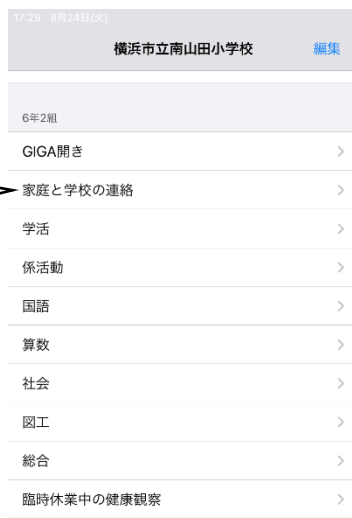 17:29 8月24日(火)
横浜市立南山田小学校 編集
6年2組
GIGA開き
家庭と学校の連絡
学活
係活動
国語
算数
社会
図工
総合
臨時休業中の健康観察